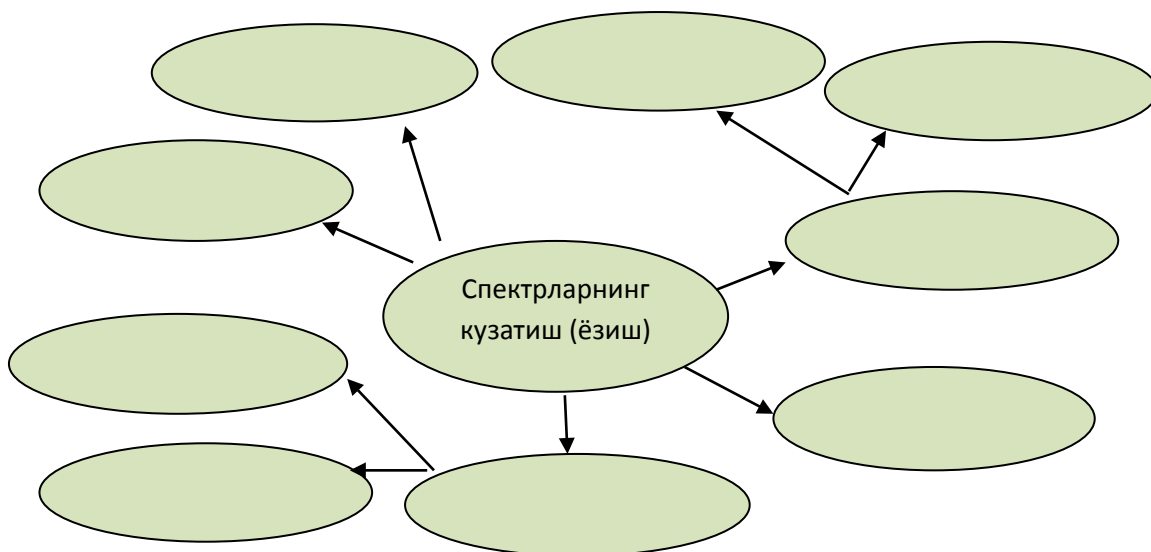 Спектрларнинг
кузатиш (ёзиш)